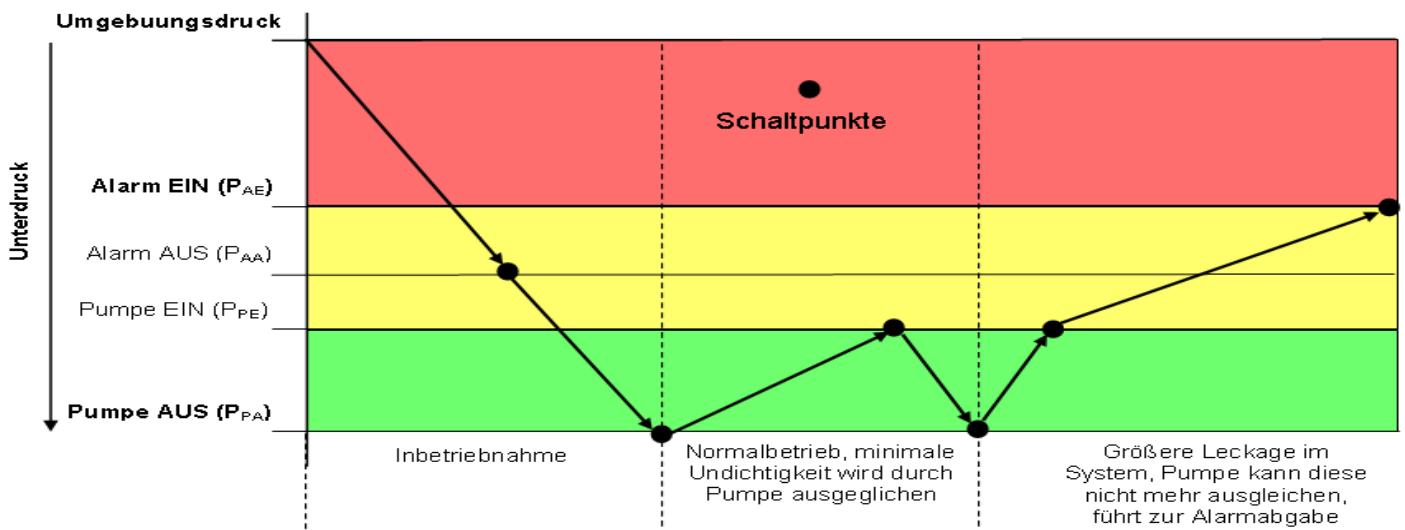 Umgebuungsdruck
Unterdruck
Schaltpunkte
Alarm EIN (PAE)
Alarm AUS (PAA)
Pumpe EIN (PPE)
Pumpe AUS (PPA)
Inbetriebnahme
Normalbetrieb, minimale
Undichtigkeit wird durch
Pumpe ausgeglichen
Größere Leckage im
System, Pumpe kann diese
nicht mehr ausgleichen,
führt zur Alarmabgabe